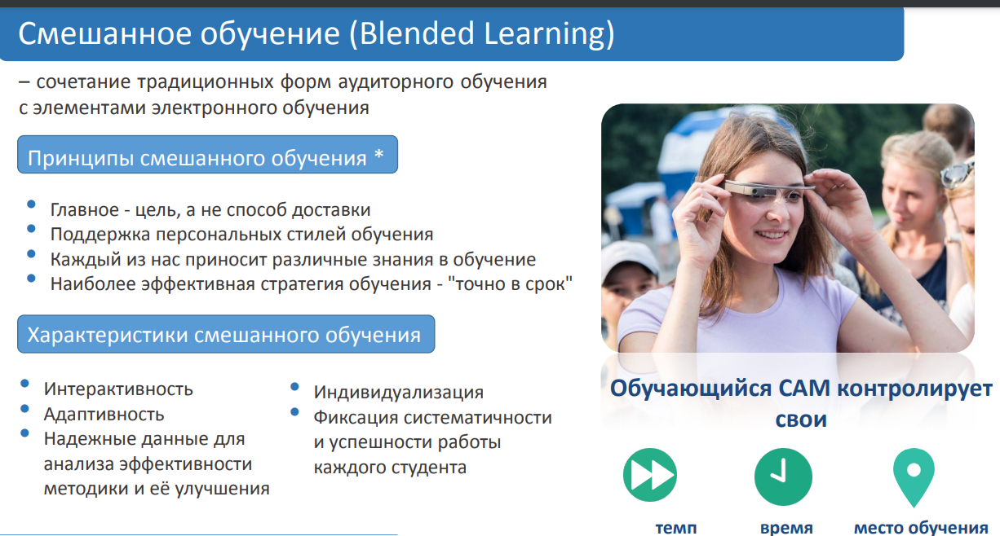 Смешанное обучение (Blended Learning)
– сочетание традиционных форм аудиторного обучения
с элементами электронного обучения
Принципы смешанного обучения *
Главное - цель, а не способ доставки
Поддержка персональных стилей обучения
Каждый из нас приносит различные знания в обучение
Наиболее эффективная стратегия обучения - "точно в срок"
Характеристики смешанного обучения
Интерактивность
Адаптивность
Надежные данные для
анализа эффективности
методики и её улучшения
Индивидуализация
Фиксация систематичности
и успешности работы
каждого студента
Обучающийся САМ контролирует
свои
темп
время
место обучения